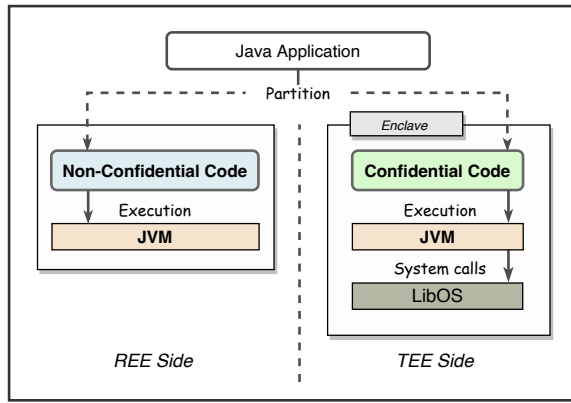 Java Application
Partition
Enclave
Non-Confidential Code
Confidential Code
Execution
Execution
JVM
JVM
System calls
LibOS
REE Side
TEE Side